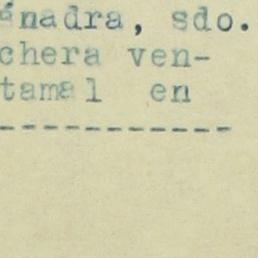 ánadra, sdo.
chera ven-
tamal en
-----------